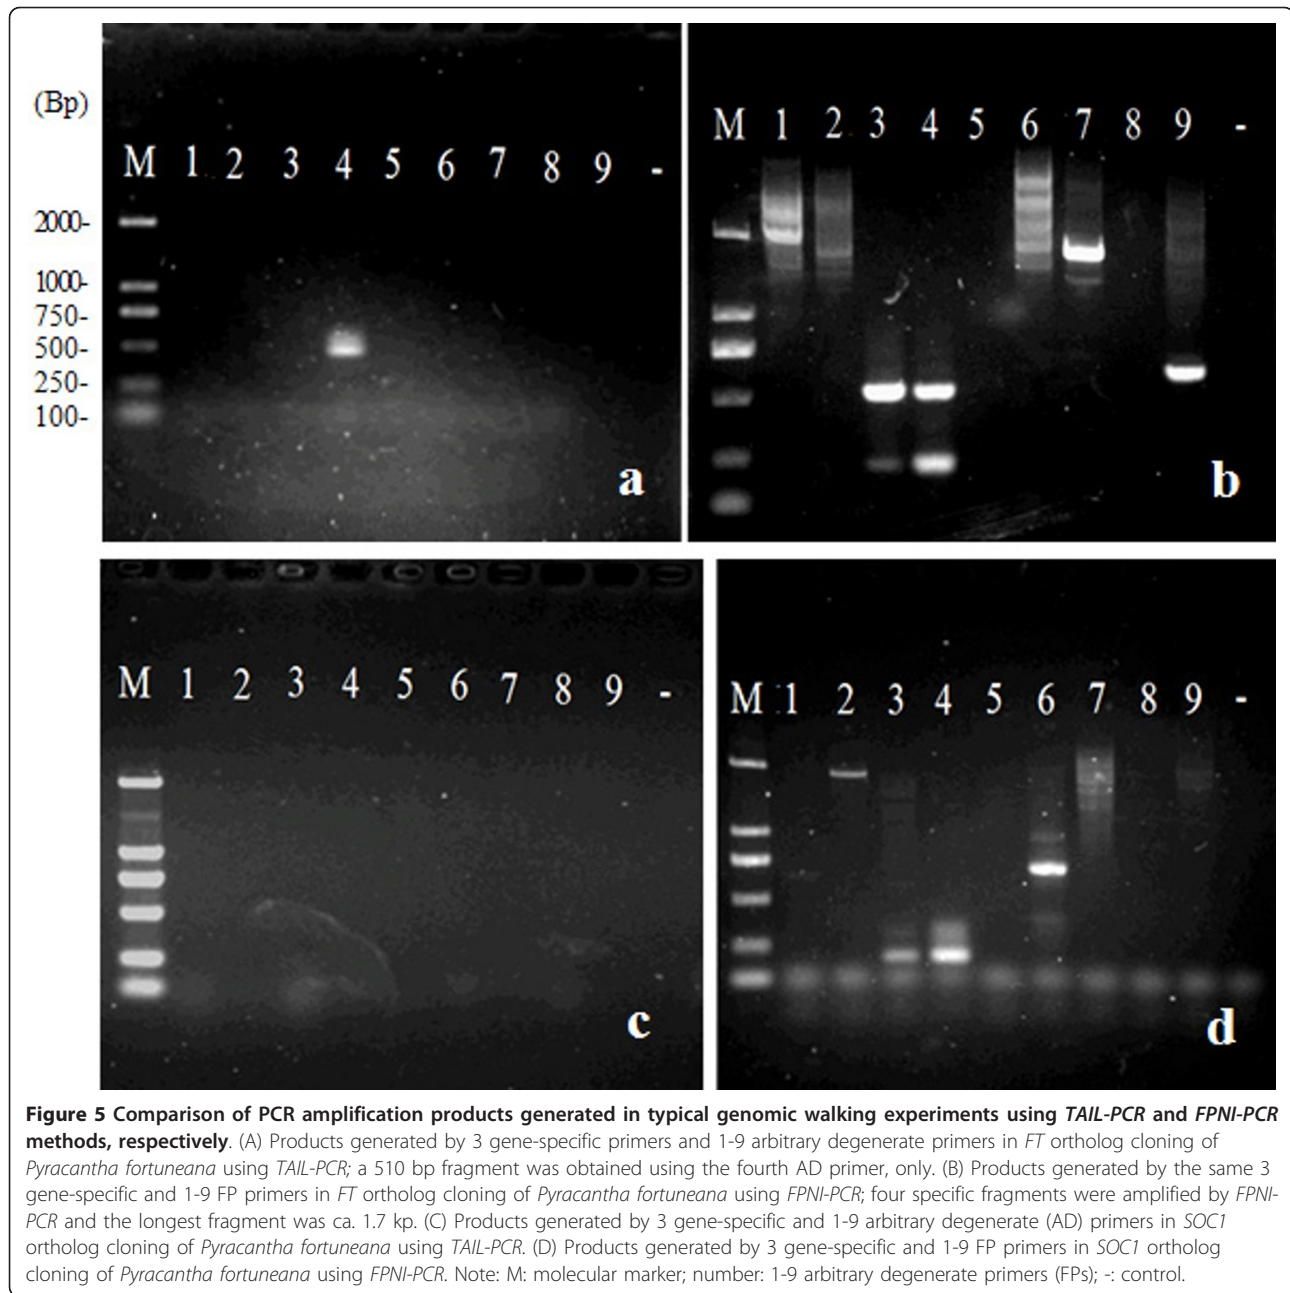 (Bp)
M 1 2 3 4 5 6 7 8 9 -
2000-
1000-
750-
500-
250-
100-
a
M 1 2 3 4 5 6 7 8 9 -
b
M 1 2 3 4 5 6 7 8 9 -
c
M 1 2 3 4 5 6 7 8 9 -
d
Figure 5 Comparison of PCR amplification products generated in typical genomic walking experiments using TAIL-PCR and FPNI-PCR
methods, respectively. (A) Products generated by 3 gene-specific primers and 1-9 arbitrary degenerate primers in FT ortholog cloning of
Pyracantha fortuneana using TAIL-PCR; a 510 bp fragment was obtained using the fourth AD primer, only. (B) Products generated by the same 3
gene-specific and 1-9 FP primers in FT ortholog cloning of Pyracantha fortuneana using FPNI-PCR; four specific fragments were amplified by FPNI-
PCR and the longest fragment was ca. 1.7 kp. (C) Products generated by 3 gene-specific and 1-9 arbitrary degenerate (AD) primers in SOC1
ortholog cloning of Pyracantha fortuneana using TAIL-PCR. (D) Products generated by 3 gene-specific and 1-9 FP primers in SOC1 ortholog
cloning of Pyracantha fortuneana using FPNI-PCR. Note: M: molecular marker; number: 1-9 arbitrary degenerate primers (FPs); -: control.